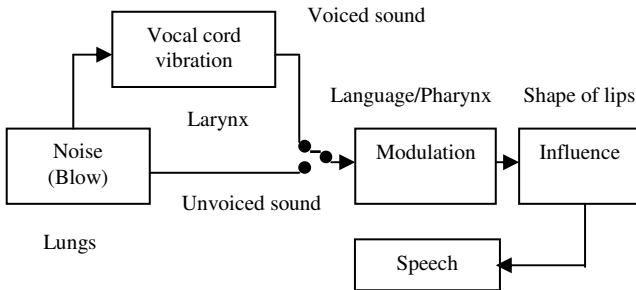 Voiced sound
Vocal cord
vibration
Larynx
Language/Pharynx
Shape of lips
Noise
(Blow)
Modulation
Influence
Unvoiced sound
Lungs
Speech